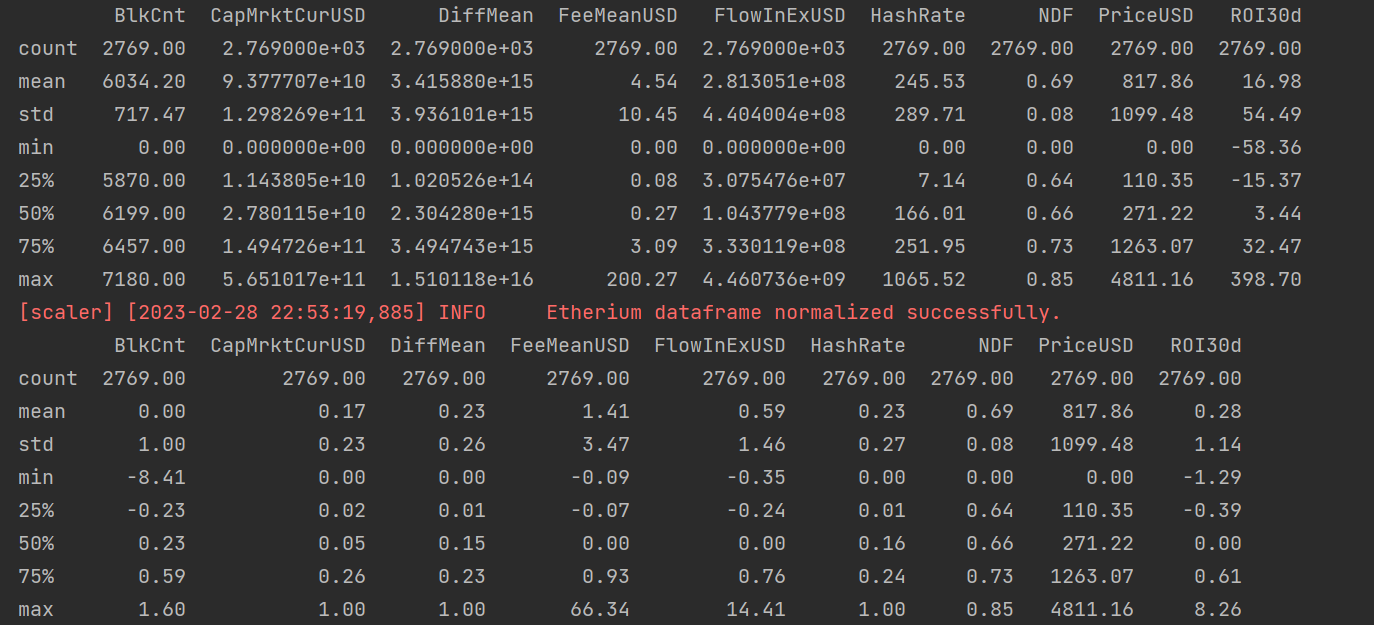 BlkCnt CapMrktCurUSD DiffMean FeeMeanUSD FlowInExUSD HashRate NDF PriceUSD ROI30d
count 2769.00 2.769000e+03 2.769000e+03 2769.00 2.769000e+03 2769.00 2769.00 2769.00 2769.00
mean 6034.20 9.377707e+10 3.415880e+15 4.54 2.813051e+08 245.53 0.69 817.86 16.98
std 717.47 1.298269e+11 3.936101e+15 10.45 4.404004e+08 289.71 0.08 1099.48 54.49
min 0.00 0.000000e+00 0.000000e+00 0.00 0.000000e+00 0.00 0.00 0.00 -58.36
25% 5870.00 1.143805e+10 1.020526e+14 0.08 3.075476e+07 7.14 0.64 110.35 -15.37
50% 6199.00 2.780115e+10 2.304280e+15 0.27 1.043779e+08 166.01 0.66 271.22 3.44
75% 6457.00 1.494726e+11 3.494743e+15 3.09 3.330119e+08 251.95 0.73 1263.07 32.47
max 7180.00 5.651017e+11 1.510118e+16 200.27 4.460736e+09 1065.52 0.85 4811.16 398.70
[scaler] [2023-02-28 22:53:19,885] INFO Etherium dataframe normalized successfully.
BlkCnt CapMrktCurUSD DiffMean FeeMeanUSD FlowInExUSD HashRate NDF PriceUSD ROI30d
count 2769.00 2769.00 2769.00 2769.00 2769.00 2769.00 2769.00 2769.00 2769.00
mean 0.00 0.17 0.23 1.41 0.59 0.23 0.69 817.86 0.28
std 1.00 0.23 0.26 3.47 1.46 0.27 0.08 1099.48 1.14
min -8.41 0.00 0.00 -0.09 -0.35 0.00 0.00 0.00 -1.29
25% -0.23 0.02 0.01 -0.07 -0.24 0.01 0.64 110.35 -0.39
50% 0.23 0.05 0.15 0.00 0.00 0.16 0.66 271.22 0.00
75% 0.59 0.26 0.23 0.93 0.76 0.24 0.73 1263.07 0.61
max 1.60 1.00 1.00 66.34 14.41 1.00 0.85 4811.16 8.26